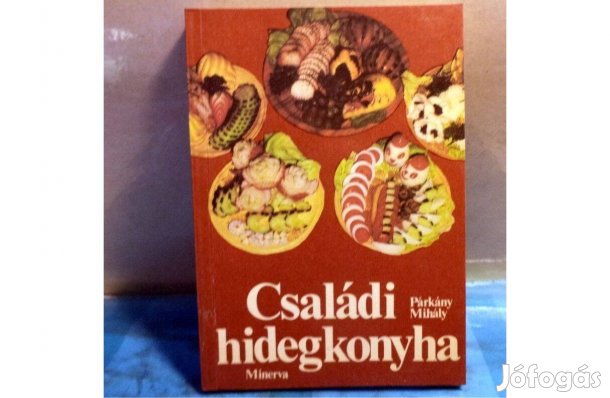 Családi
Párkány
Mihály
hidegkonyha
Minerva
Jófogás